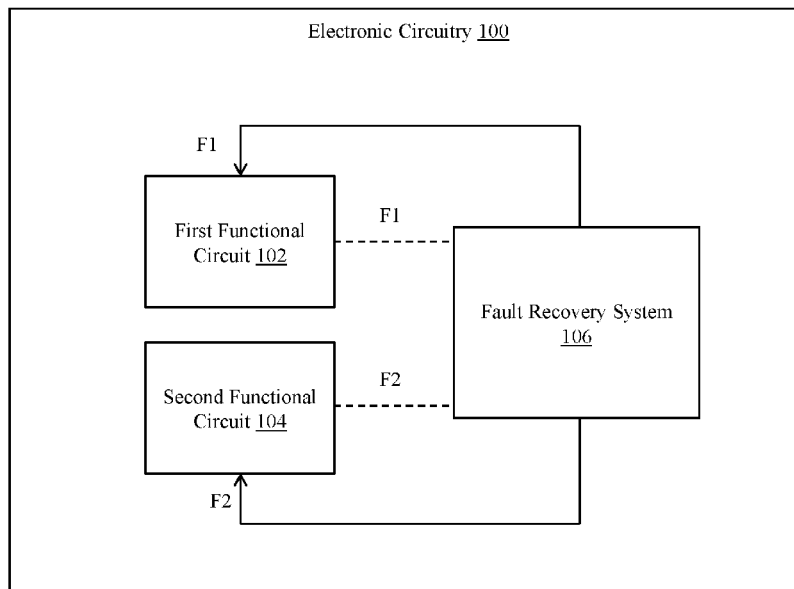 Electronic Circuitry 100
F1
First Functional
Circuit 102
F1
Fault Recovery System
106
Second Functional
Circuit 104
F2
F2